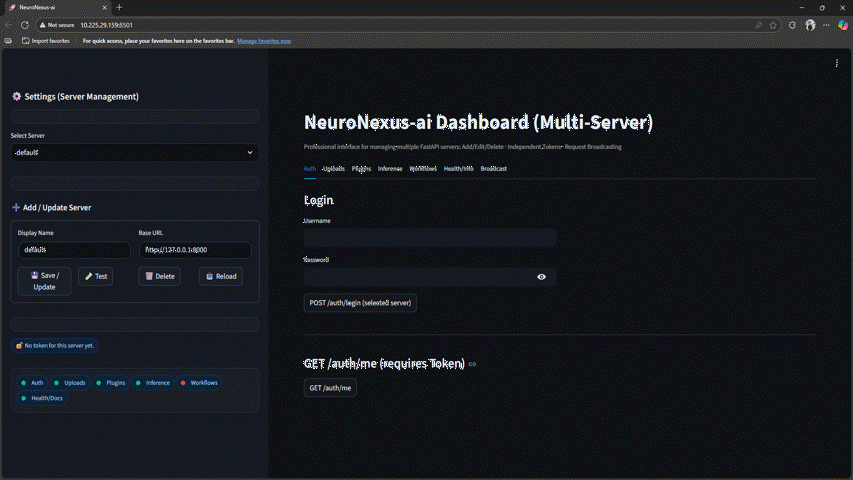 NeuroNexus-ai
Not secure 10.225.29.159:8501
Import favorites For quick access, place your favorites here on the favorites bar. Manage favorites now
Settings (Server Management)
Select Server
default
Add / Update Server
Display Name Base URL
default https://127.0.0.1:8000
Save / Update Test Delete Reload
No token for this server yet.
Auth Uploads Plugins Inference Workflows
Health/Docs
NeuroNexus-ai Dashboard (Multi-Server)
Professional interface for managing multiple FastAPI servers: Add/Edit/Delete · Independent Tokens · Request Broadcasting
Auth Uploads Plugins Inference Workflows Health/Info Broadcast
Login
Username
Password
POST /auth/login (selected server)
GET /auth/me (requires Token)
GET /auth/me